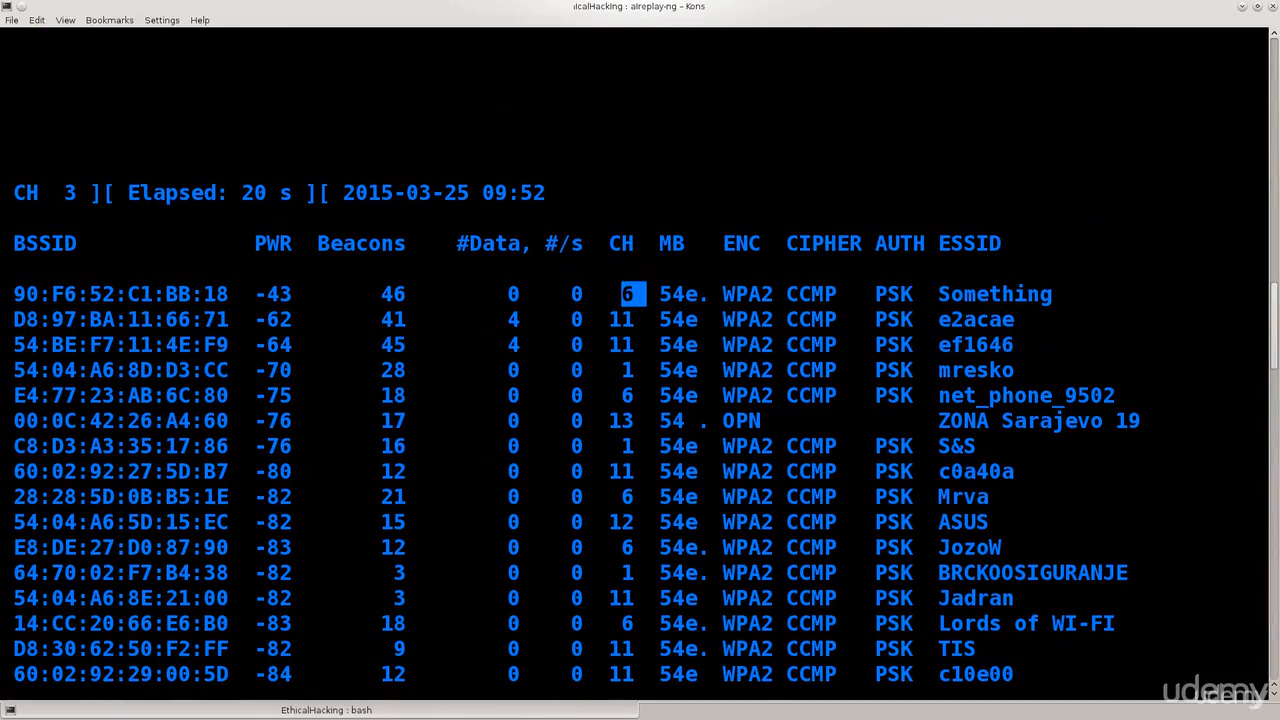 icalHacking : aireplay-ng – Kons
File Edit View Bookmarks Settings Help
CH 3 ][ Elapsed: 20 s ][ 2015-03-25 09:52
BSSID PWR Beacons #Data, #/s CH MB ENC CIPHER AUTH ESSID
90:F6:52:C1:BB:18 -43 46 0 0 6 54e. WPA2 CCMP PSK Something
D8:97:BA:11:66:71 -62 41 4 0 11 54e WPA2 CCMP PSK e2acae
54:BE:F7:11:4E:F9 -64 45 4 0 11 54e WPA2 CCMP PSK ef1646
54:04:A6:8D:D3:CC -70 28 0 0 1 54e WPA2 CCMP PSK mresko
E4:77:23:AB:6C:80 -75 18 0 0 6 54e WPA2 CCMP PSK net_phone_9502
00:0C:42:26:A4:60 -76 17 0 0 13 54 . OPN ZONA Sarajevo 19
C8:D3:A3:35:17:86 -76 16 0 0 1 54e WPA2 CCMP PSK S&S
60:02:92:27:5D:B7 -80 12 0 0 11 54e WPA2 CCMP PSK c0a40a
28:28:5D:0B:B5:1E -82 21 0 0 6 54e WPA2 CCMP PSK Mrva
54:04:A6:5D:15:EC -82 15 0 0 12 54e WPA2 CCMP PSK ASUS
E8:DE:27:D0:87:90 -83 12 0 0 6 54e. WPA2 CCMP PSK JozoW
64:70:02:F7:B4:38 -82 3 0 0 1 54e. WPA2 CCMP PSK BRCKOOSIGURANJE
54:04:A6:8E:21:00 -82 3 0 0 11 54e WPA2 CCMP PSK Jadran
14:CC:20:66:E6:B0 -83 18 0 0 6 54e. WPA2 CCMP PSK Lords of WI-FI
D8:30:62:50:F2:FF -82 9 0 0 11 54e. WPA2 CCMP PSK TIS
60:02:92:29:00:5D -84 12 0 0 11 54e WPA2 CCMP PSK c10e00
udemy
EthicalHacking : bash